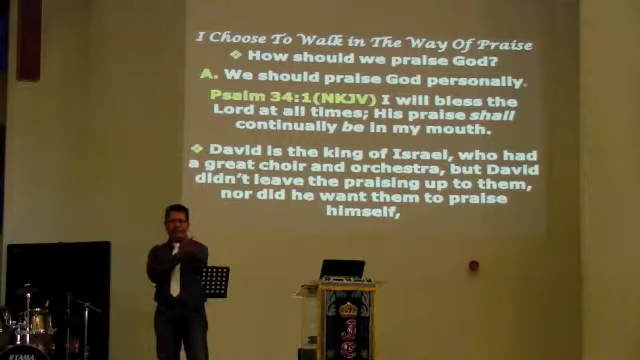 I Choose To Walk in The Way Of Praise
❖ How should we praise God?
A. We should praise God personally.
Psalm 34:1(NKJV) I will bless the
Lord at all times; His praise shall
continually be in my mouth.
❖ David is the king of Israel, who had
a great choir and orchestra, but David
didn't leave the praising up to them,
nor did he want them to praise
himself,
TAMA